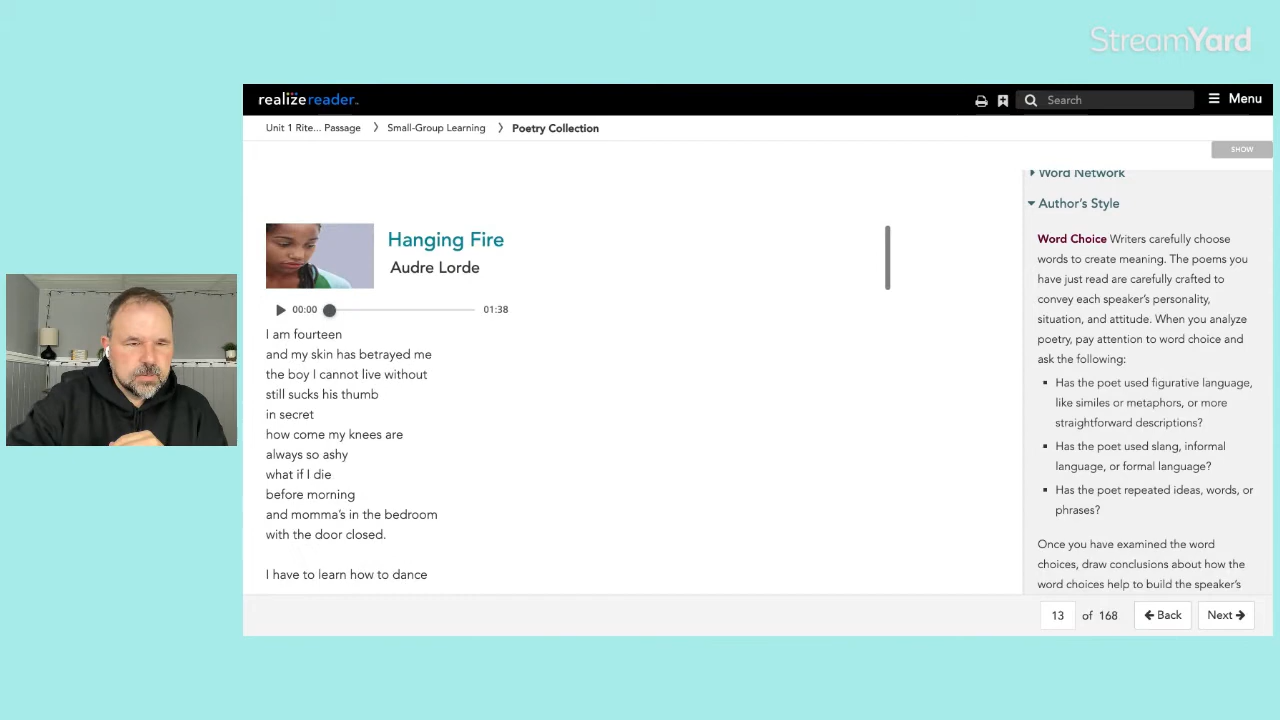 StreamYard
realizereader™
Search
Menu
Unit 1 Rite... Passage
Small-Group Learning
Poetry Collection
SHOW
Hanging Fire
Audre Lorde
00:00
01:38
I am fourteen
and my skin has betrayed me
the boy I cannot live without
still sucks his thumb
in secret
how come my knees are
always so ashy
what if I die
before morning
and momma's in the bedroom
with the door closed.
I have to learn how to dance
Word Network
Author's Style
Word Choice Writers carefully choose
words to create meaning. The poems you
have just read are carefully crafted to
convey each speaker's personality,
situation, and attitude. When you analyze
poetry, pay attention to word choice and
ask the following:
Has the poet used figurative language,
like similes or metaphors, or more
straightforward descriptions?
Has the poet used slang, informal
language, or formal language?
Has the poet repeated ideas, words, or
phrases?
Once you have examined the word
choices, draw conclusions about how the
word choices help to build the speaker's
13 of 168
Back
Next